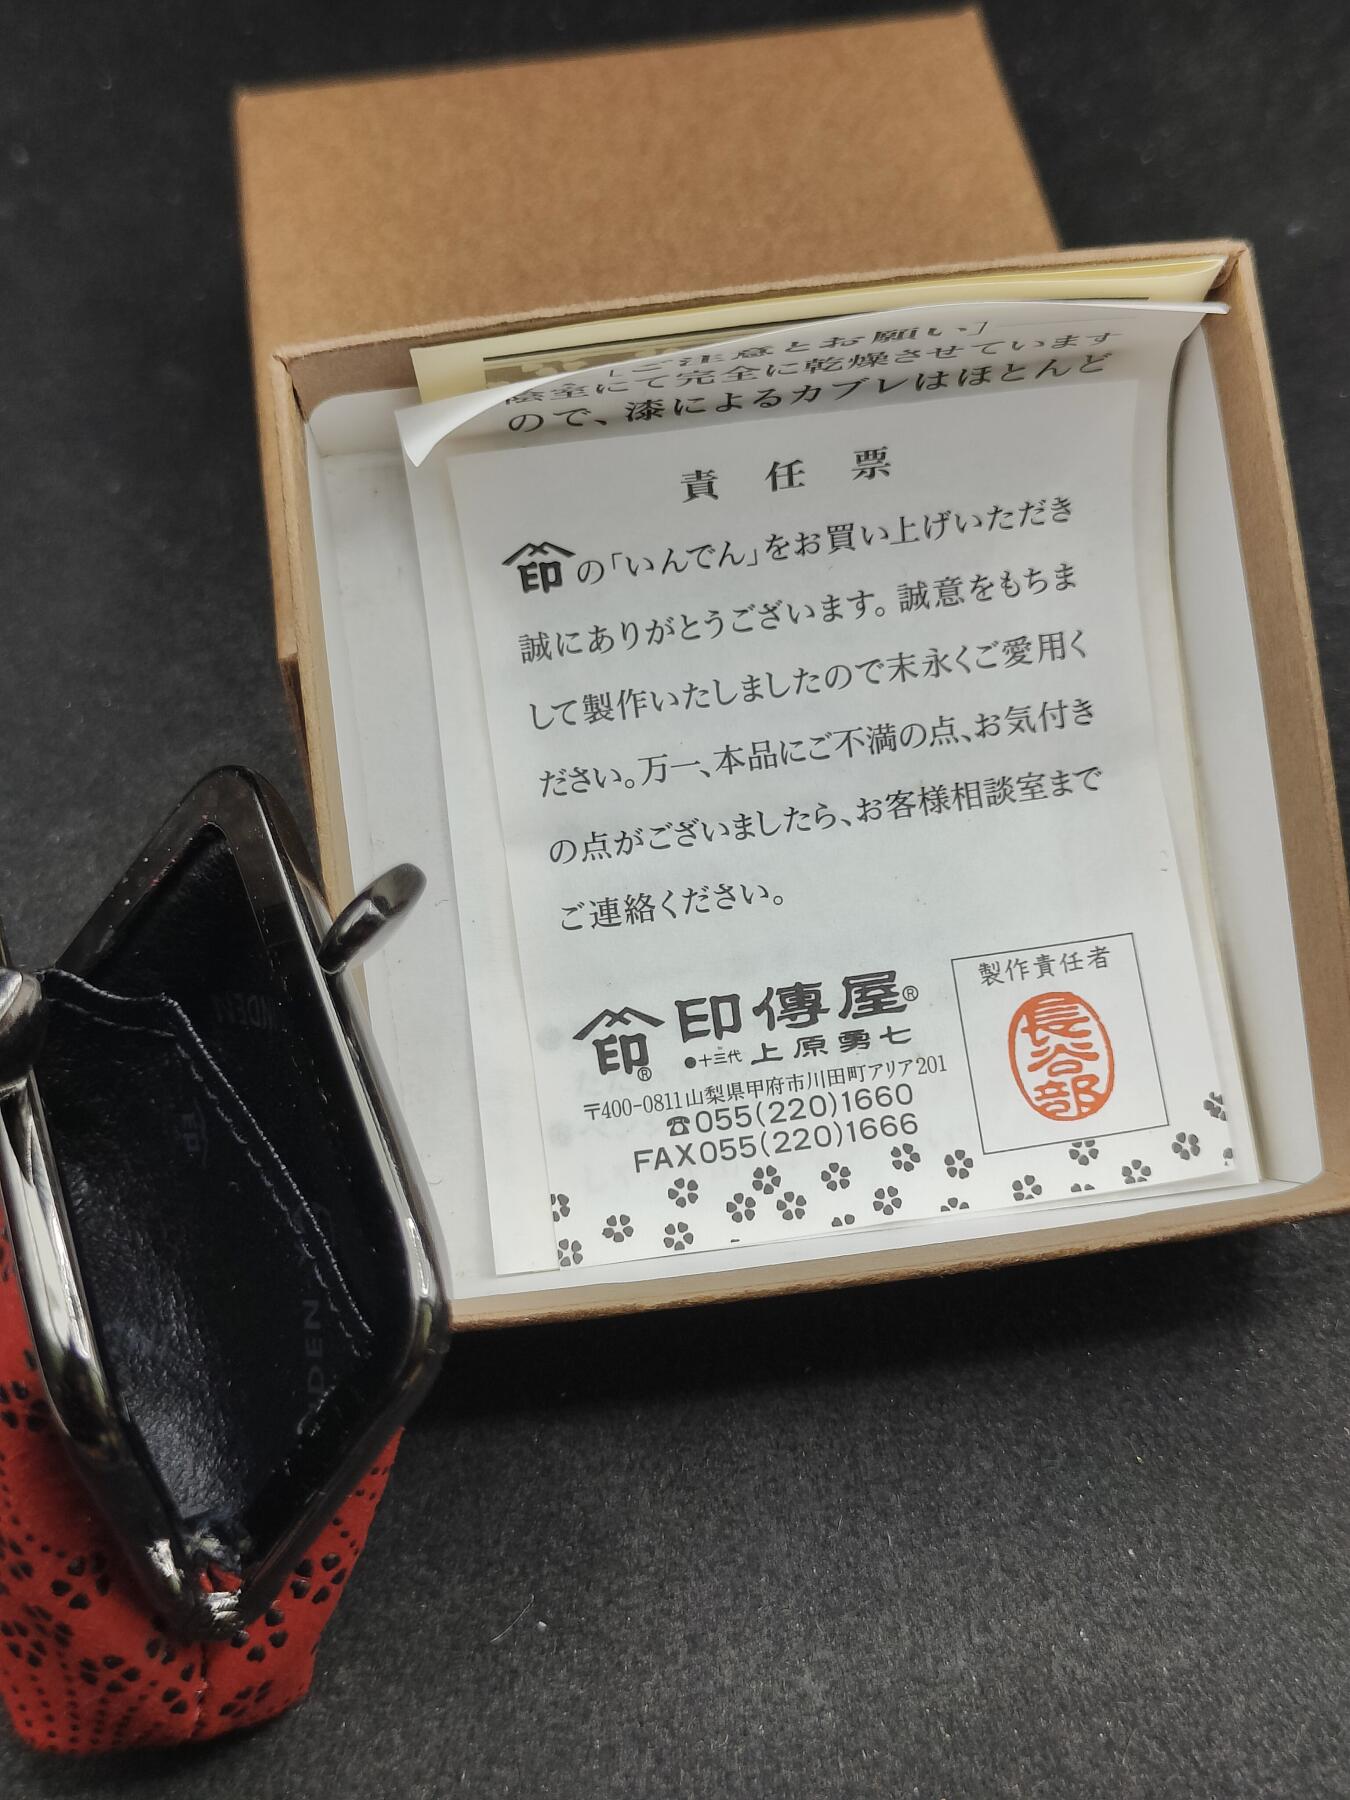 [ご注意とお願い]
陰室にて完全に乾燥させています
ので、漆によるカブレはほとんど
責任票
印の「いんでん」をお買い上げいただき
誠にありがとうございます。誠意をもちま
して製作いたしましたので末永くご愛用く
ださい。万一、本品にご不満の点、お気付き
の点がございましたら、お客様相談室まで
ご連絡ください。
印 印傳屋®
®
●十三代 上原勇七
〒400-0811山梨県甲府市川田町アリア201
☎055(220)1660
FAX055(220)1666
製作責任者
長谷部
印